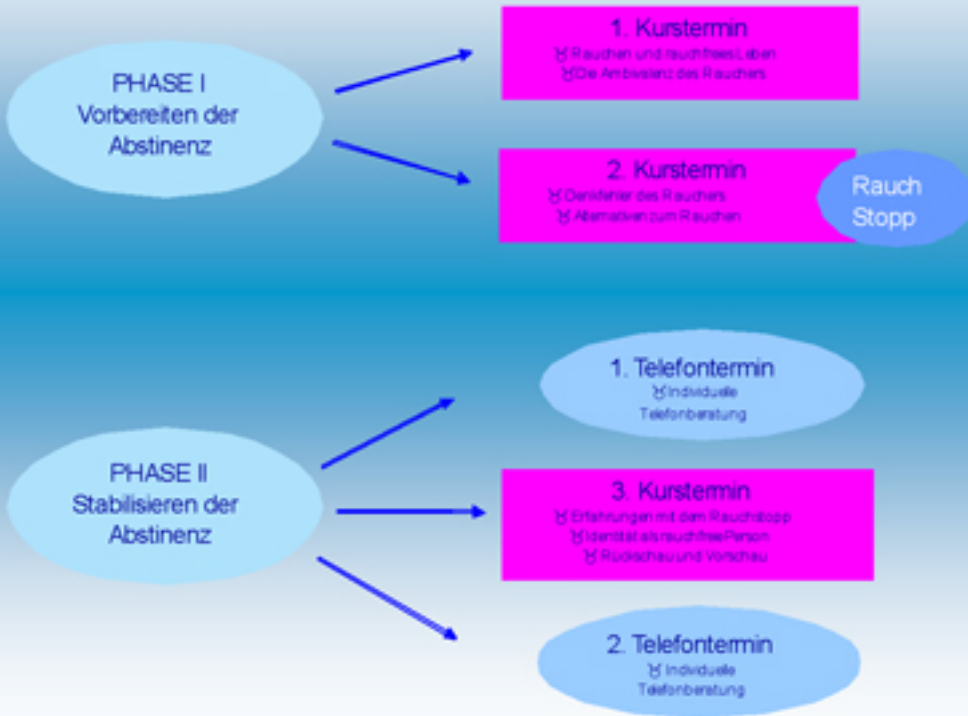 PHASE I
Vorbereiten der
Abstinenz
1. Kurstermin
♉Rauchen und rauchfreies Leben
♉Die Ambivalenz des Rauchers
2. Kurstermin
♉Denkfehler des Rauchers
♉Alternativen zum Rauchen
Rauch
Stopp
PHASE II
Stabilisieren der
Abstinenz
1. Telefontermin
♉Individuelle
Telefonberatung
3. Kurstermin
♉Erfahrungen mit dem Rauchstopp
♉Identität als rauchfreie Person
♉Rückschau und Vorschau
2. Telefontermin
♉Individuelle
Telefonberatung